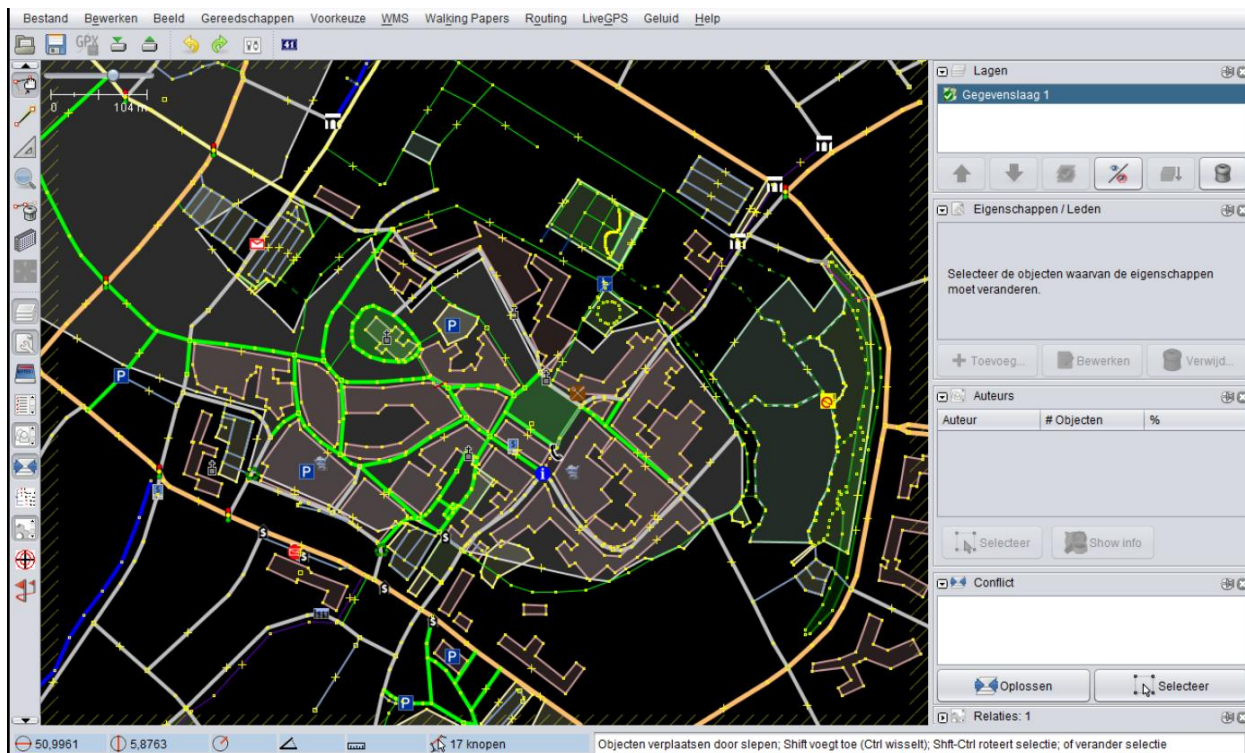 Bestand Bewerken Beeld Gereedschappen Voorkeuze WMS Walking Papers Routing LiveGPS Geluid Help
GPX
41
0 104 m
Lagen
Gegevenslaag 1
Eigenschappen / Leden
Selecteer de objecten waarvan de eigenschappen
moet veranderen.
Toevoeg... Bewerken Verwijd...
Auteurs
Auteur # Objecten %
Selecteer Show info
Conflict
Oplossen Selecteer
Relaties: 1
P
P
P
P
P
i
$
$
$
$
$
50,9961 5,8763 17 knopen Objecten verplaatsen door slepen; Shift voegt toe (Ctrl wisselt); Shft-Ctrl roteert selectie; of verander selectie